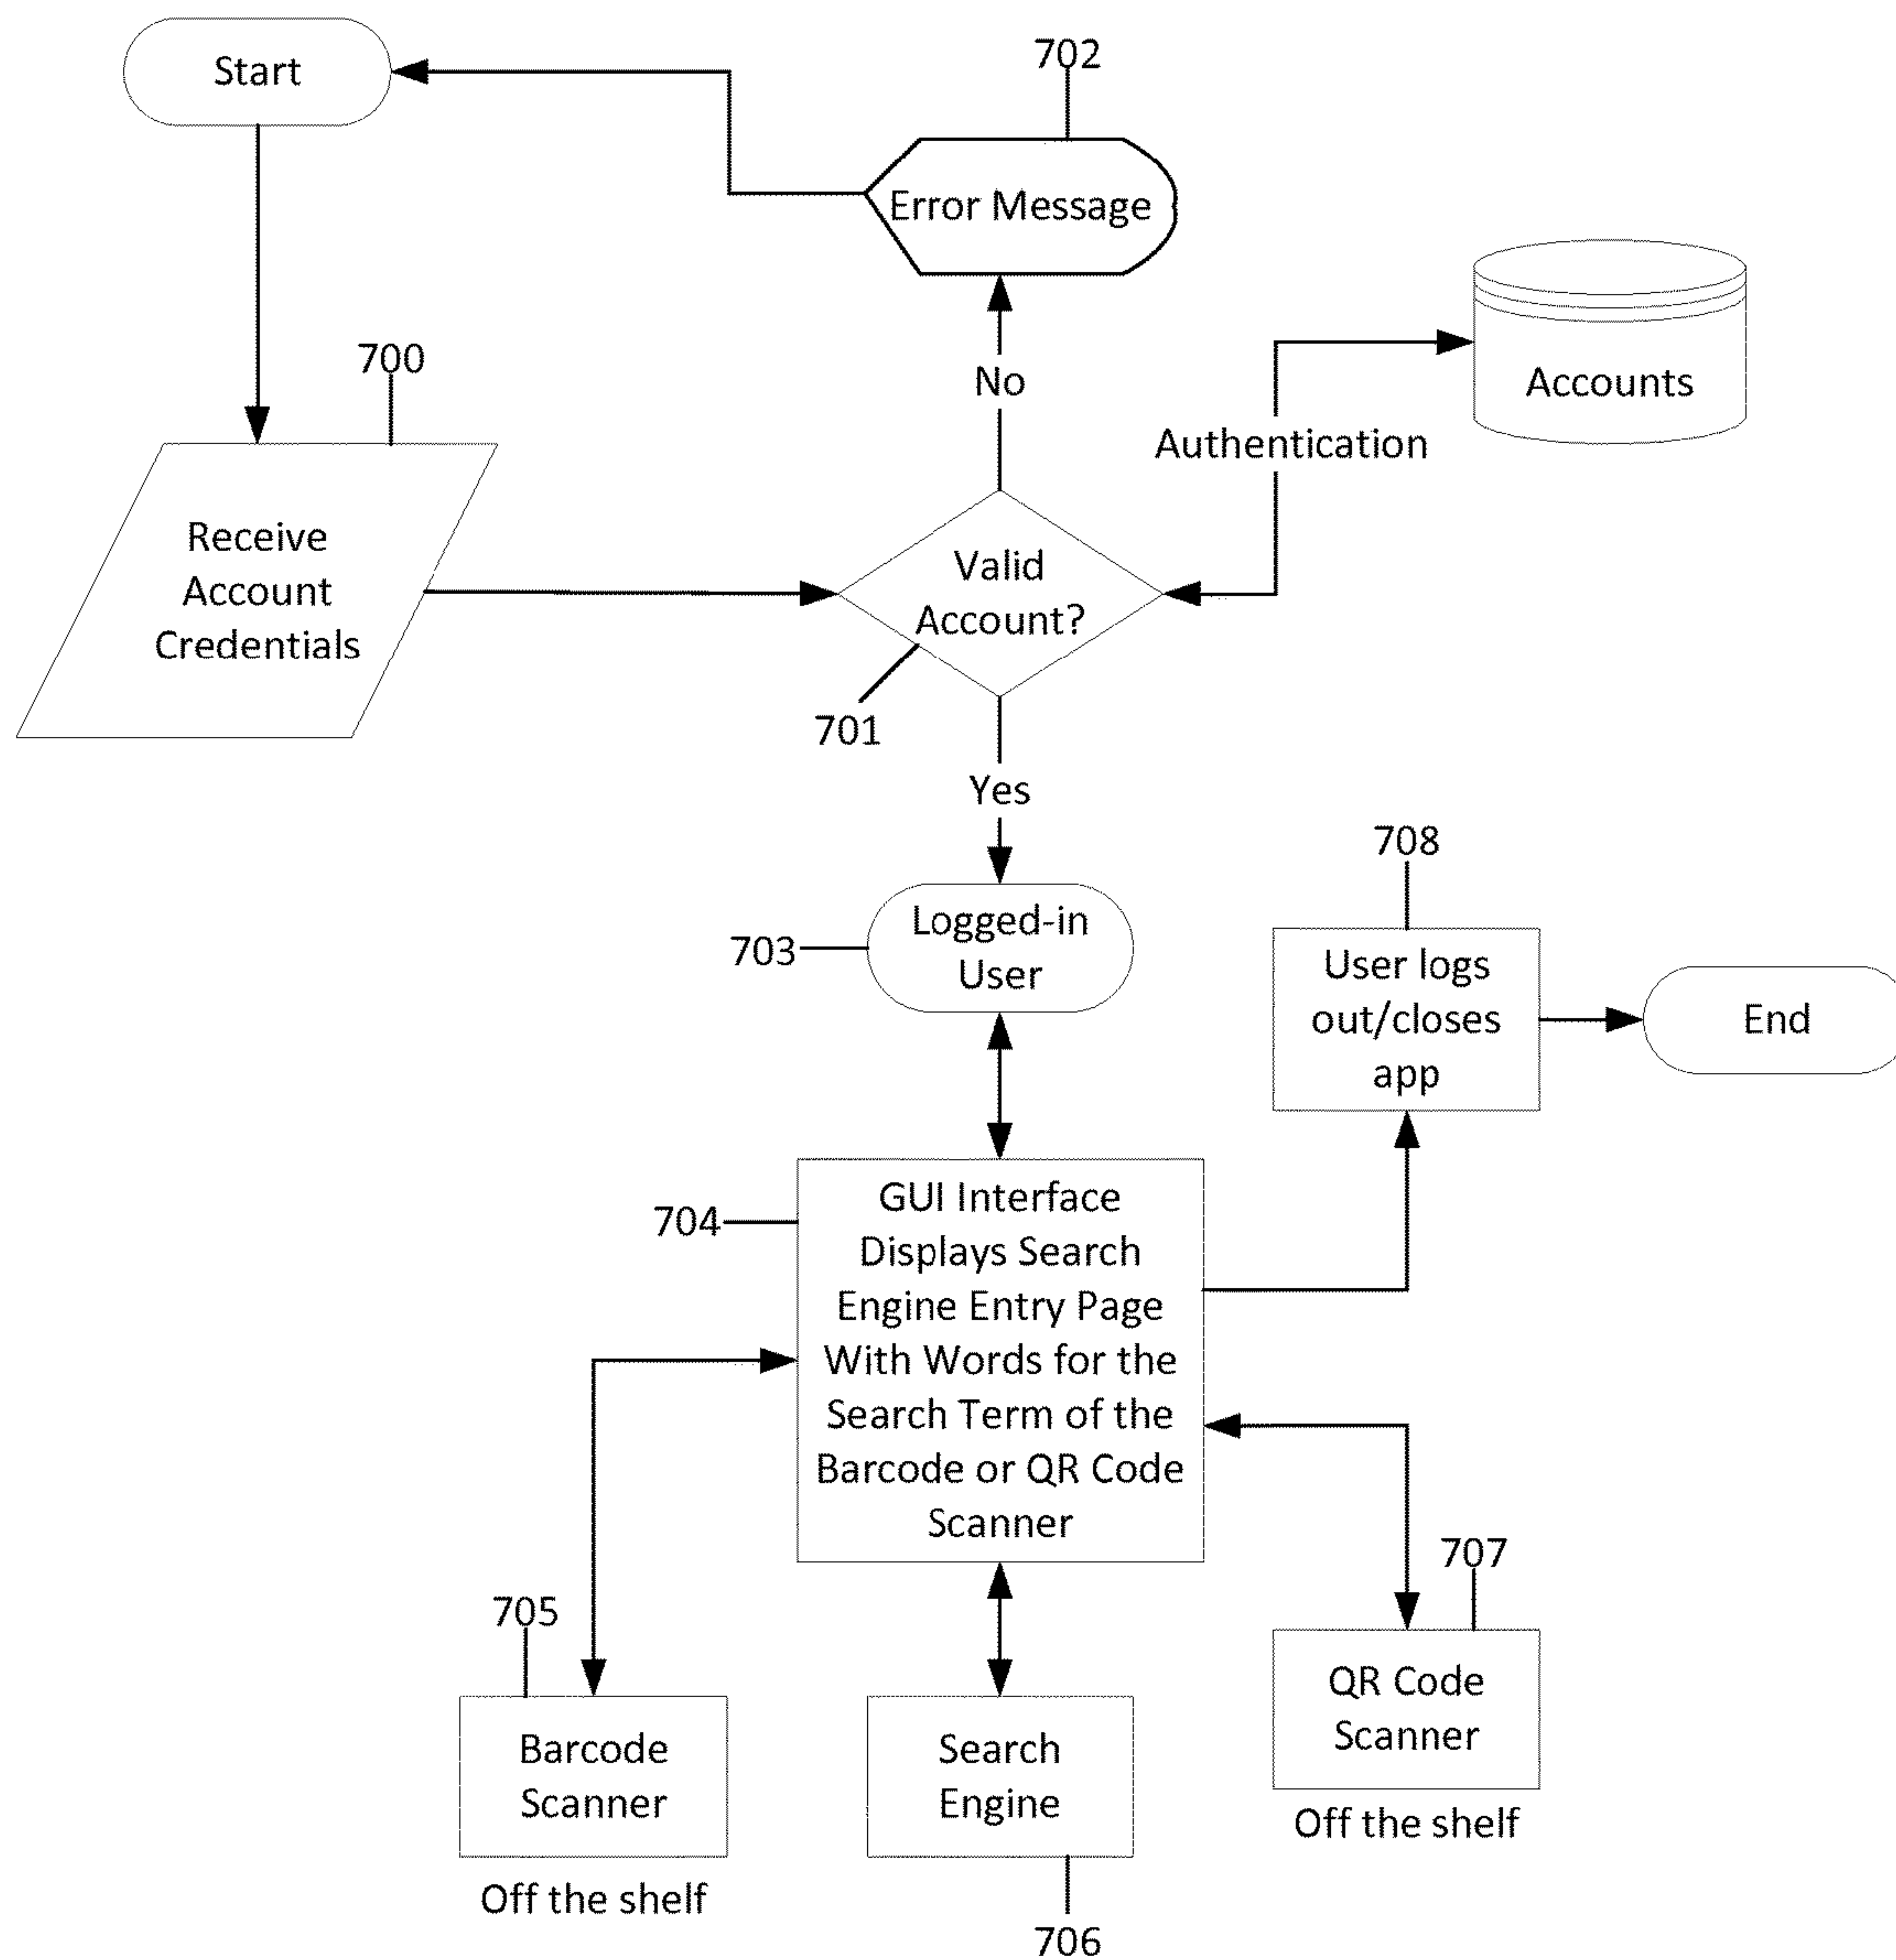 Start
702
Error Message
Accounts
700
No
Authentication
Receive
Account
Credentials
Valid
Account?
701
Yes
708
703
Logged-in
User
User logs
out/closes
app
End
704
GUI Interface
Displays Search
Engine Entry Page
With Words for the
Search Term of the
Barcode or QR Code
Scanner
705
Barcode
Scanner
Off the shelf
Search
Engine
706
707
QR Code
Scanner
Off the shelf